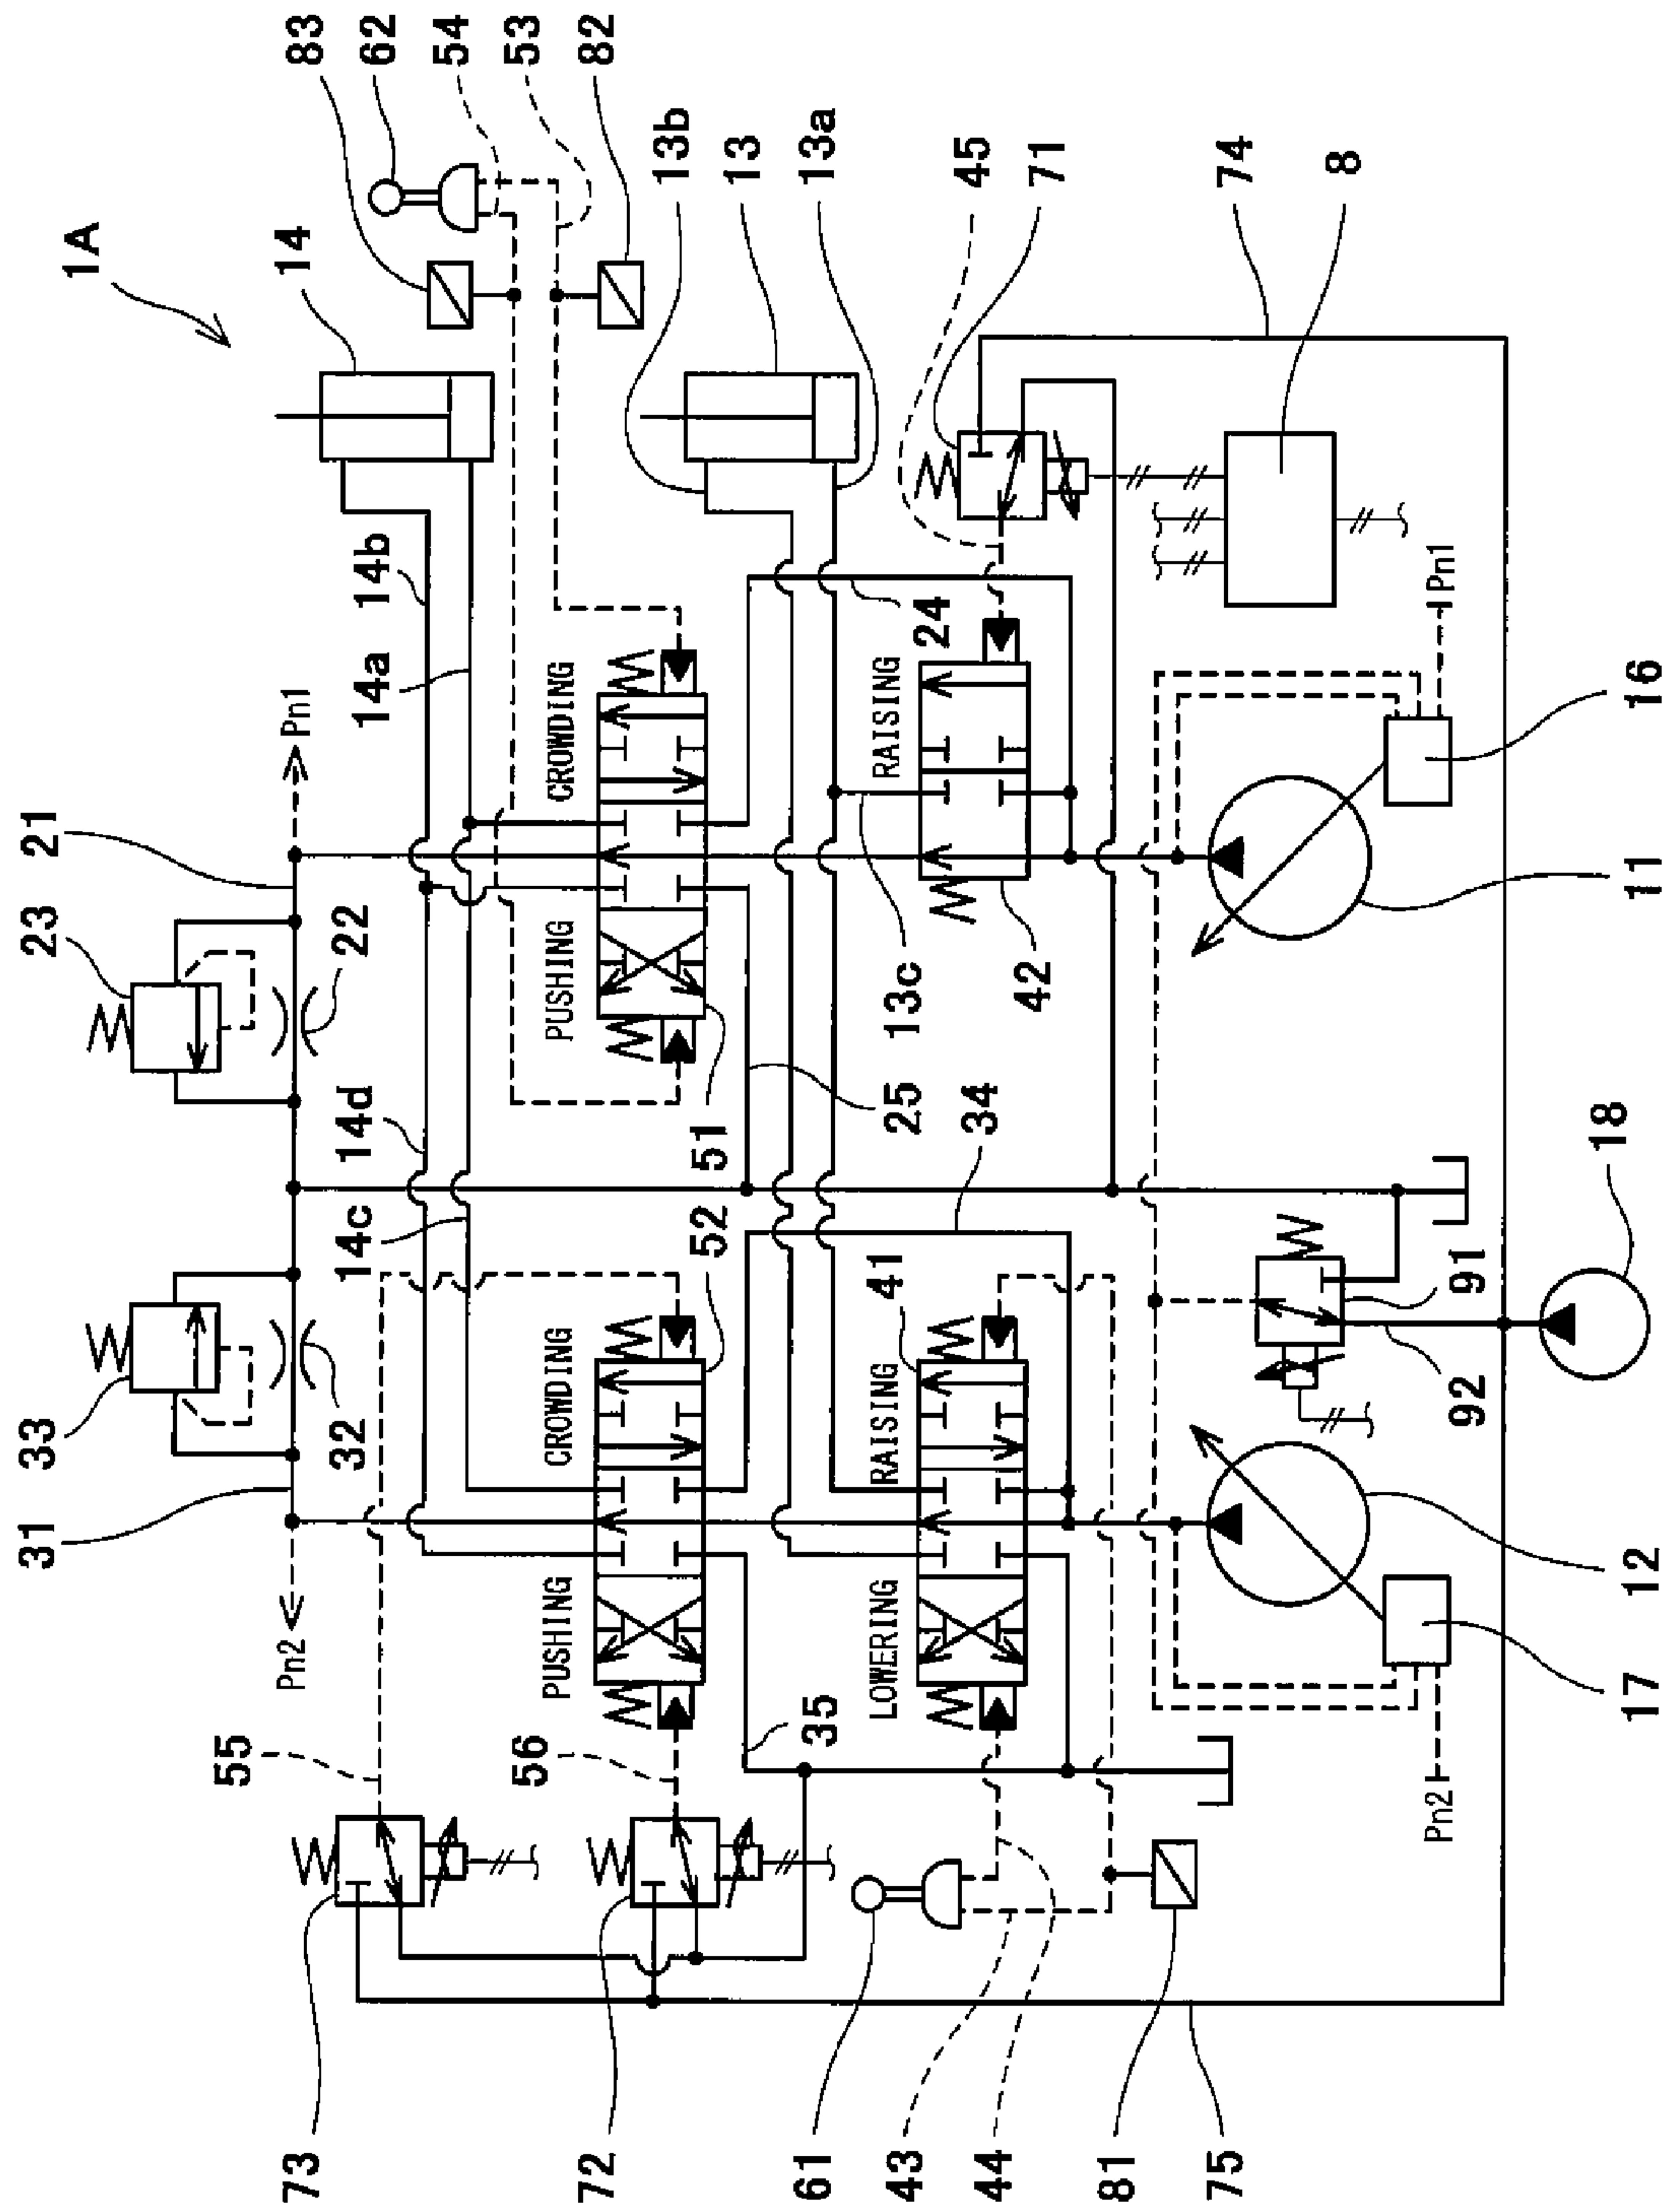 1A
83
62
54
53
82
14
13b
13
13a
45
71
74
8
14b
14a
Pn1
21
23
22
CROWDING
PUSHING
24
RAISING
13c
42
Pn1
16
11
14d
14c
51
25
34
52
41
33
32
31
Pn2
CROWDING
PUSHING
RAISING
LOWERING
91
92
18
12
17
Pn2
35
55
56
73
72
61
43
44
81
75